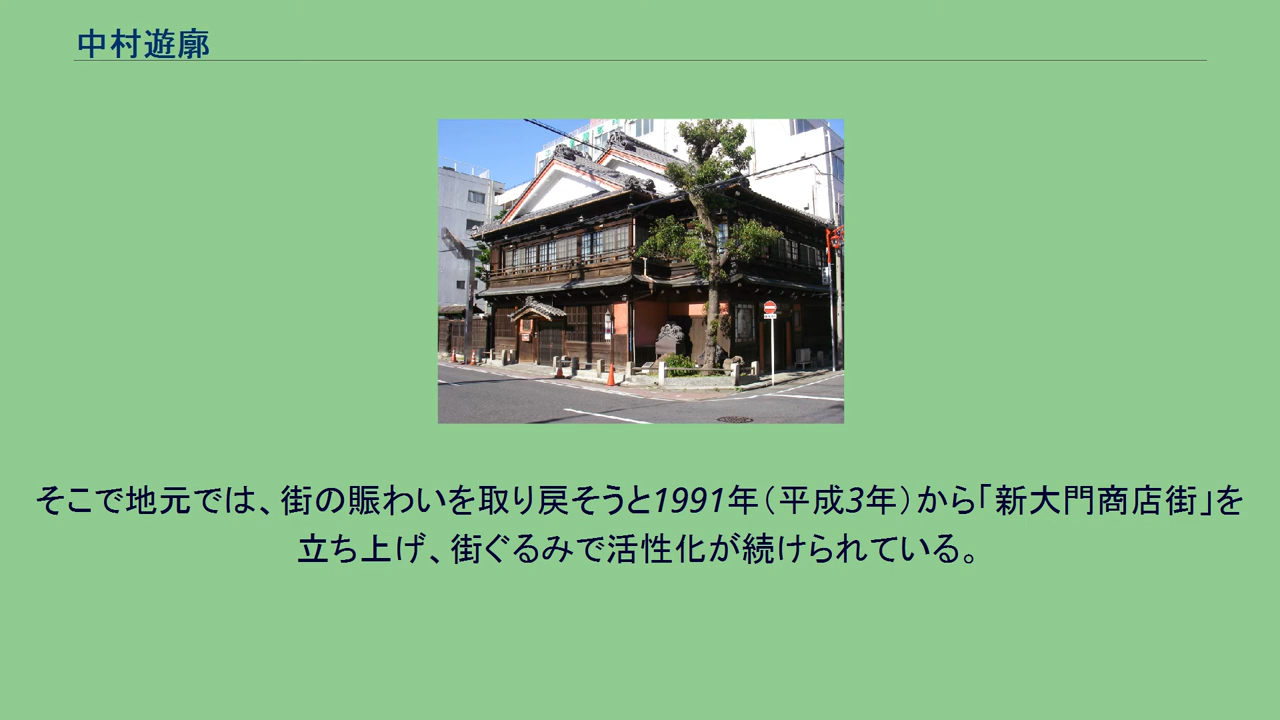 中村遊廓
そこで地元では、街の賑わいを取り戻そうと1991年（平成3年）から「新大門商店街」を
立ち上げ、街ぐるみで活性化が続けられている。